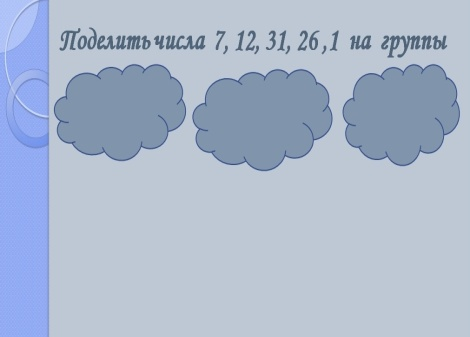 Поделить числа 7, 12, 31, 26 ,1 на группы